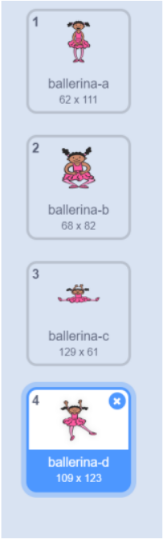 1
ballerina-a
62 x 111
2
ballerina-b
68 x 82
3
ballerina-c
129 x 61
4
ballerina-d
109 x 123